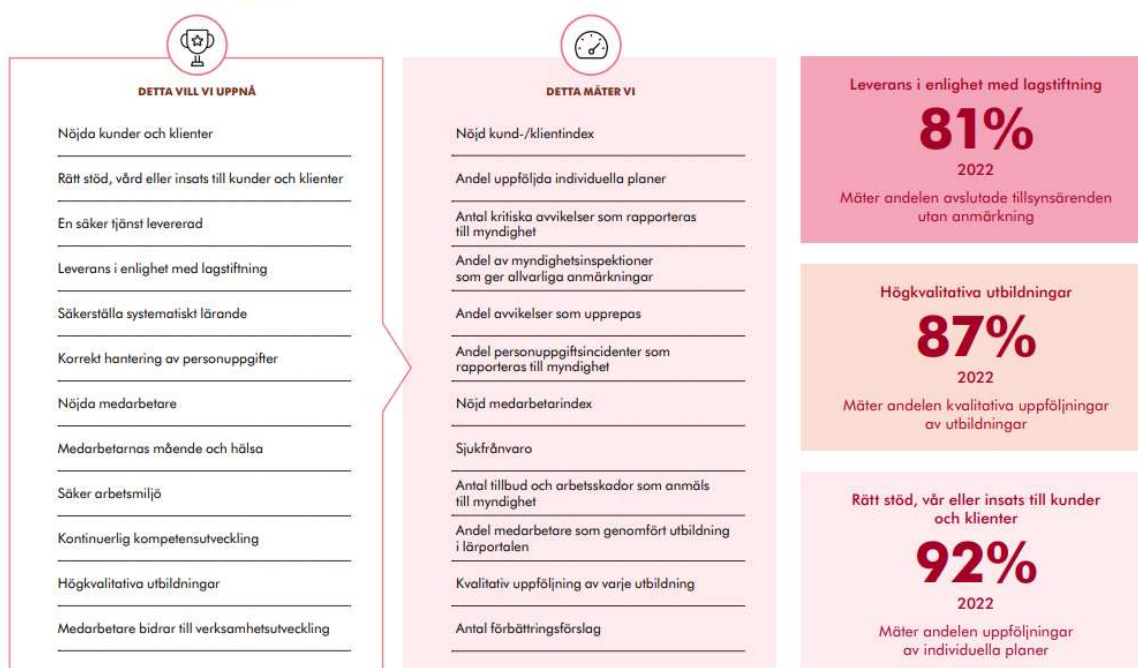 DETTA VILL VI UPPNÅ
Nöjda kunder och klienter
Rätt stöd, vård eller insats till kunder och klienter
En säker tjänst levererad
Leverans i enlighet med lagstiftning
Säkerställa systematiskt lärande
Korrekt hantering av personuppgifter
Nöjda medarbetare
Medarbetarnas mående och hälsa
Säker arbetsmiljö
Kontinuerlig kompetensutveckling
Högkvalitativa utbildningar
Medarbetare bidrar till verksamhetsutveckling
DETTA MÄTER VI
Nöjd kund-/klientindex
Andel uppföljda individuella planer
Antal kritiska avvikelser som rapporteras
till myndighet
Andel av myndighetsinspektioner
som ger allvarliga anmärkningar
Andel avvikelser som upprepas
Andel personuppgiftsincidenter som
rapporteras till myndighet
Nöjd medarbetarindex
Sjukfrånvaro
Antal tillbud och arbetsskador som anmäls
till myndighet
Andel medarbetare som genomfört utbildning
i lärportalen
Kvalitativ uppföljning av varje utbildning
Antal förbättringsförslag
Leverans i enlighet med lagstiftning
81%
2022
Mäter andelen avslutade tillsynsärenden
utan anmärkning
Högkvalitativa utbildningar
87%
2022
Mäter andelen kvalitativa uppföljningar
av utbildningar
Rätt stöd, vår eller insats till kunder
och klienter
92%
2022
Mäter andelen uppföljningar
av individuella planer